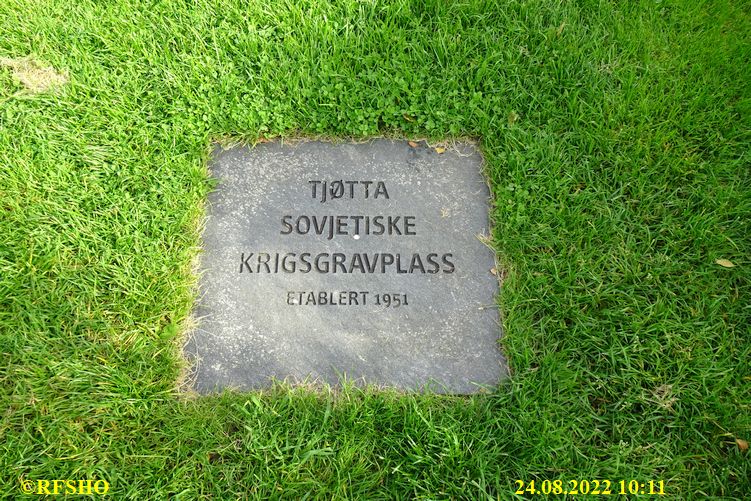 TJØTTA
SOVJETISKE
KRIGSGRAVPLASS
ETABLERT 1951
©RFSHO
24.08.2022 10:11